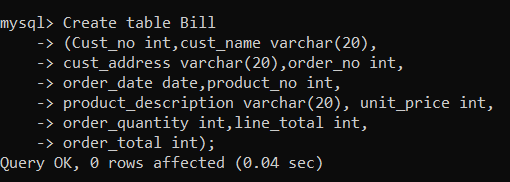 mysql> Create table Bill
    -> (Cust_no int,cust_name varchar(20),
    -> cust_address varchar(20),order_no int,
    -> order_date date,product_no int,
    -> product_description varchar(20), unit_price int,
    -> order_quantity int,line_total int,
    -> order_total int);
Query OK, 0 rows affected (0.04 sec)